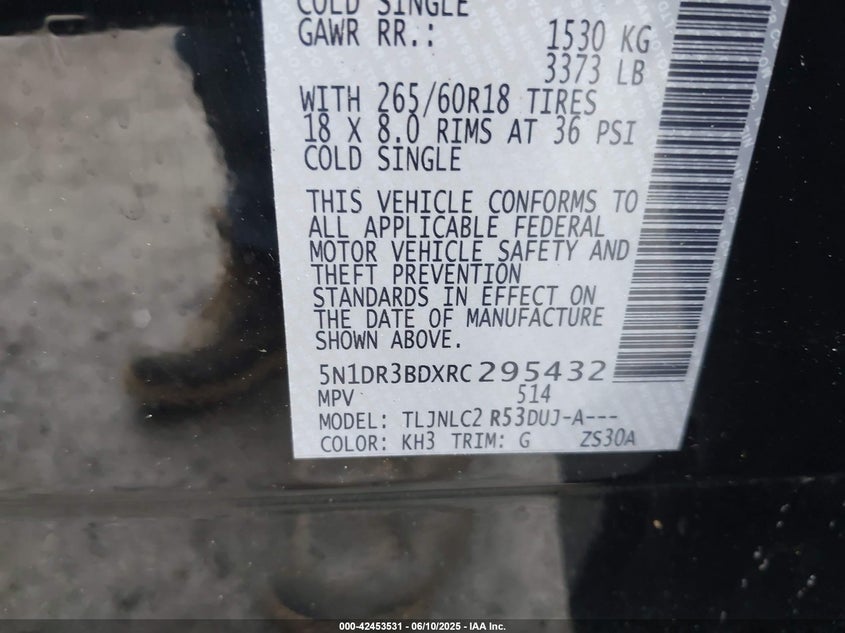 COLD SINGLE
GAWR RR.: 1530 KG
3373 LB
WITH 265/60R18 TIRES
18 X 8.0 RIMS AT 36 PSI
COLD SINGLE
THIS VEHICLE CONFORMS TO
ALL APPLICABLE FEDERAL
MOTOR VEHICLE SAFETY AND
THEFT PREVENTION
STANDARDS IN EFFECT ON
THE DATE OF MANUFACTURE
SHOWN ABOVE.
5N1DR3BDXRC295432
MPV 514
MODEL: TLJNLC2 R53DUJ-A---
COLOR: KH3 TRIM: G ZS30A
000-42453531 - 06/10/2025 - IAA Inc.